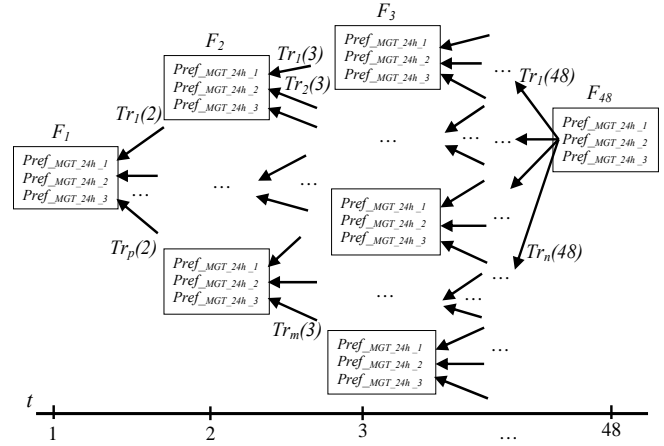 F3
F2
Pref_MGT_24h_1
Pref_MGT_24h_2
Pref_MGT_24h_3
Tr1(3)
Tr2(3)
...
Tr1(48)
F48
Pref_MGT_24h_1
Pref_MGT_24h_2
Pref_MGT_24h_3
Tr1(2)
F1
Pref_MGT_24h_1
Pref_MGT_24h_2
Pref_MGT_24h_3
Pref_MGT_24h_1
Pref_MGT_24h_2
Pref_MGT_24h_3
... ... ...
... ...
...
Pref_MGT_24h_1
Pref_MGT_24h_2
Pref_MGT_24h_3
...
Trp(2)
Pref_MGT_24h_1
Pref_MGT_24h_2
Pref_MGT_24h_3
Trn(48)
...
... ...
Trm(3)
Pref_MGT_24h_1
Pref_MGT_24h_2
Pref_MGT_24h_3
...
t
1 2 3 ... 48